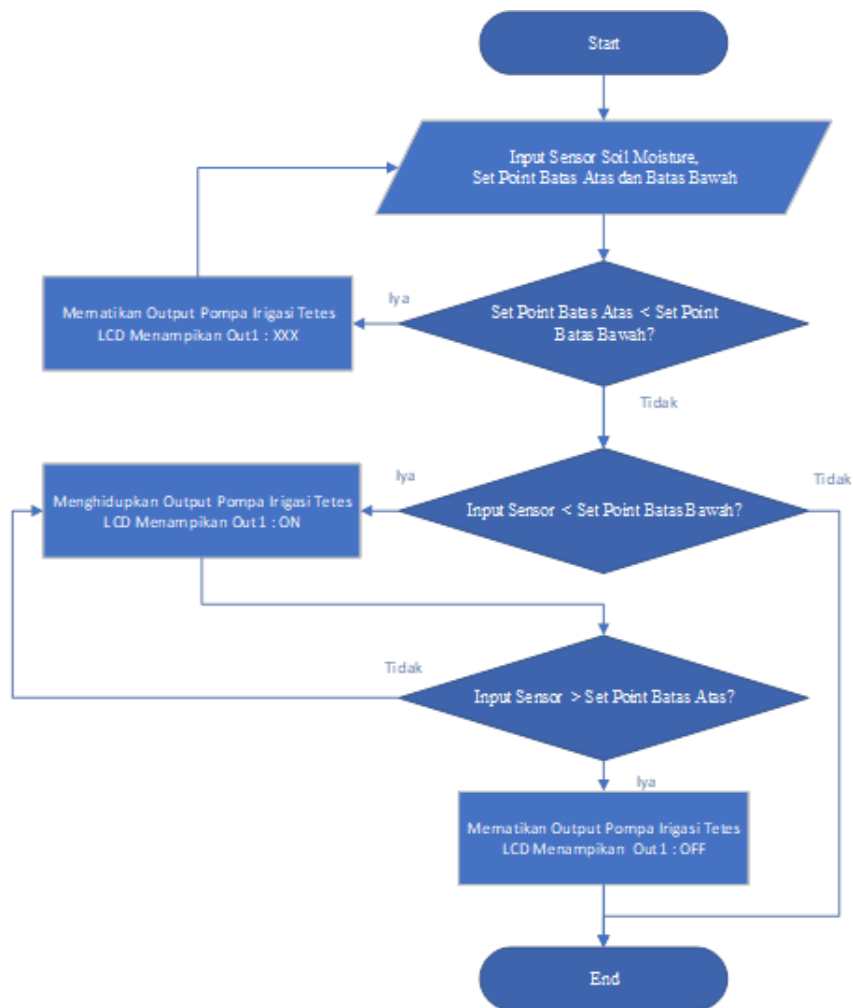 Start
Input Sensor Soil Moisture,
Set Point Batas Atas dan Batas Bawah
Iya
Mematikan Output Pompa Irigasi Tetes
LCD Menampikan Out1 : XXX
Set Point Batas Atas < Set Point
Batas Bawah?
Tidak
Iya
Tidak
Menghidupkan Output Pompa Irigasi Tetes
LCD Menampikan Out1 : ON
Input Sensor < Set Point Batas Bawah?
Tidak
Input Sensor > Set Point Batas Atas?
Iya
Mematikan Output Pompa Irigasi Tetes
LCD Menampikan Out1 : OFF
End